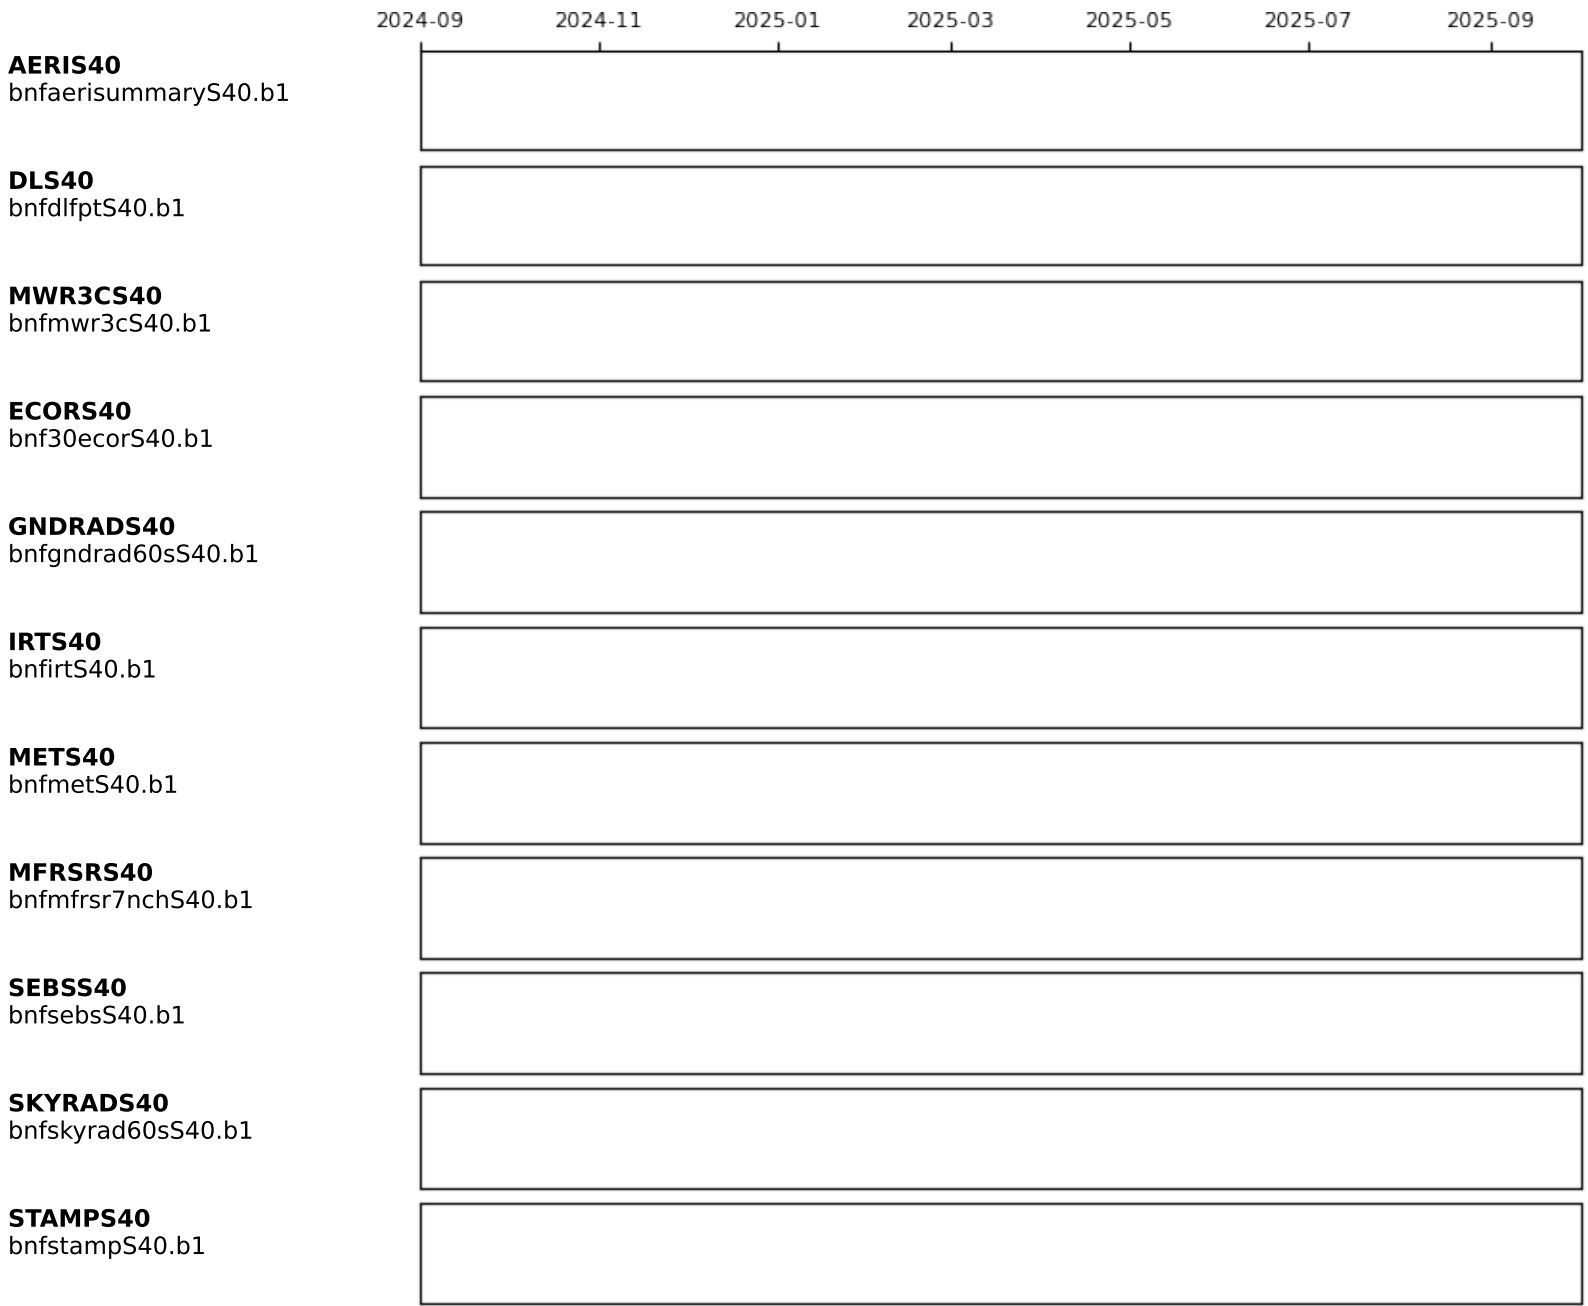 2024-09 2024-11 2025-01 2025-03 2025-05 2025-07 2025-09
AERIS40
bnfaerisummaryS40.b1
DLS40
bnfdlfptS40.b1
MWR3CS40
bnfmwr3cS40.b1
ECORS40
bnf30ecorS40.b1
GNDRADS40
bnfgndrad60sS40.b1
IRTS40
bnfirtS40.b1
METS40
bnfmetS40.b1
MFRSRS40
bnfmfrsr7nchS40.b1
SEBSS40
bnfsebsS40.b1
SKYRADS40
bnfskyrad60sS40.b1
STAMPS40
bnfstampS40.b1